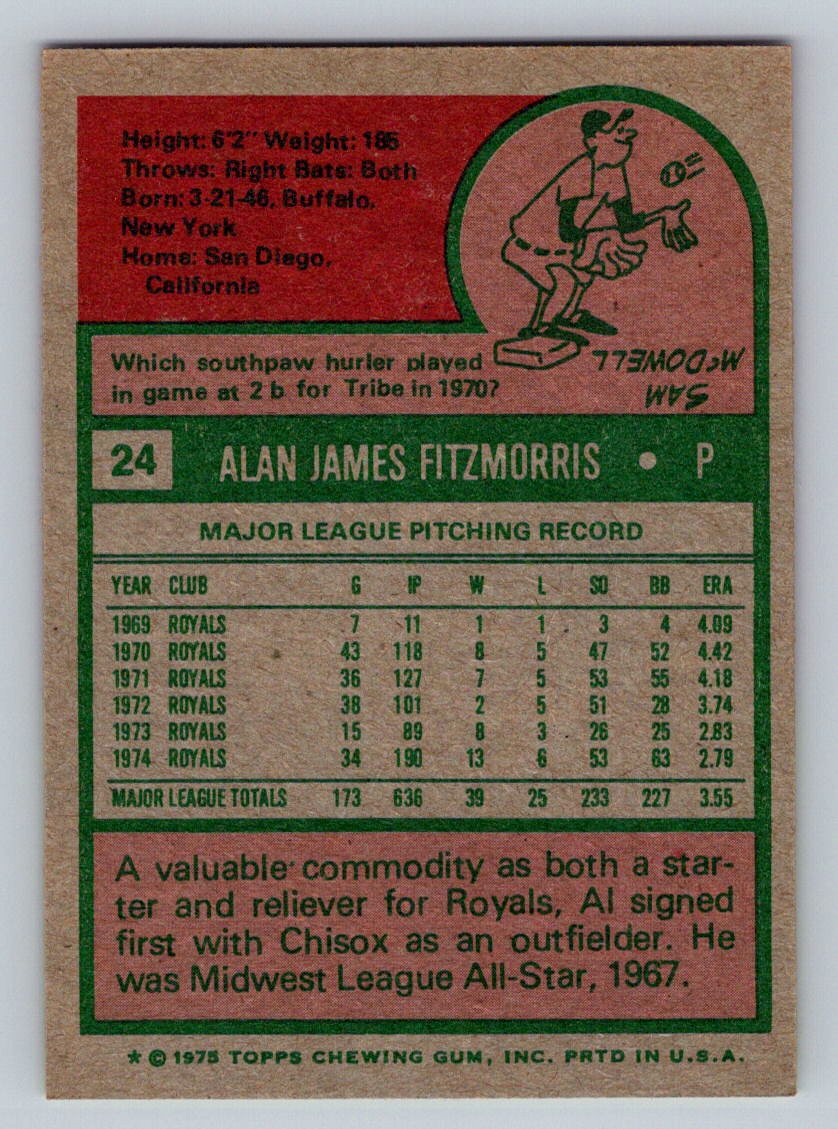 Height: 6'2" Weight: 185
Throws: Right Bats: Both
Born: 3-21-46, Buffalo,
New York
Home: San Diego,
California
Which southpaw hurler played
in game at 2 b for Tribe in 1970?
SAM
McDOWELL
24 ALAN JAMES FITZMORRIS • P
MAJOR LEAGUE PITCHING RECORD
YEAR CLUB G IP W L SO BB ERA
1969 ROYALS 7 11 1 1 3 4 4.09
1970 ROYALS 43 118 8 5 47 52 4.42
1971 ROYALS 36 127 7 5 53 55 4.18
1972 ROYALS 38 101 2 5 51 28 3.74
1973 ROYALS 15 89 8 3 26 25 2.83
1974 ROYALS 34 190 13 6 53 63 2.79
MAJOR LEAGUE TOTALS 173 636 39 25 233 227 3.55
A valuable commodity as both a star-
ter and reliever for Royals, Al signed
first with Chisox as an outfielder. He
was Midwest League All-Star, 1967.
* © 1975 TOPPS CHEWING GUM, INC. PRTD IN U.S.A.